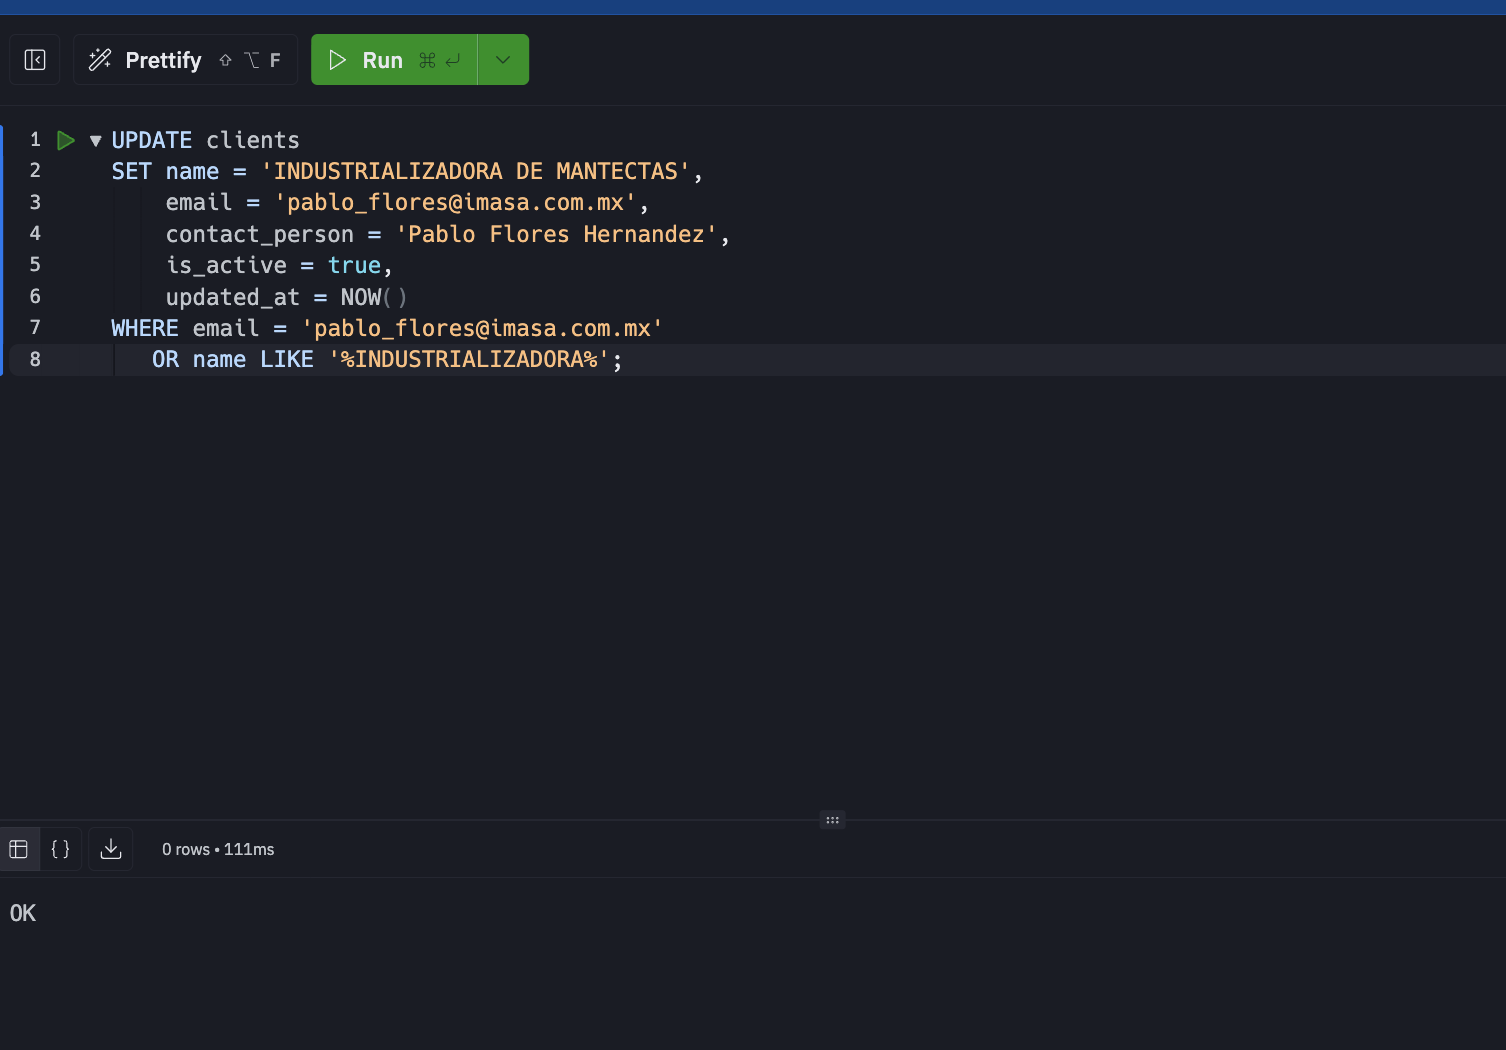 Prettify ⇧ ⌥ F Run ⌘ ↵
1 UPDATE clients
2 SET name = 'INDUSTRIALIZADORA DE MANTECTAS',
3 email = 'pablo_flores@imasa.com.mx',
4 contact_person = 'Pablo Flores Hernandez',
5 is_active = true,
6 updated_at = NOW()
7 WHERE email = 'pablo_flores@imasa.com.mx'
8 OR name LIKE '%INDUSTRIALIZADORA%';
{ } 0 rows • 111ms
OK